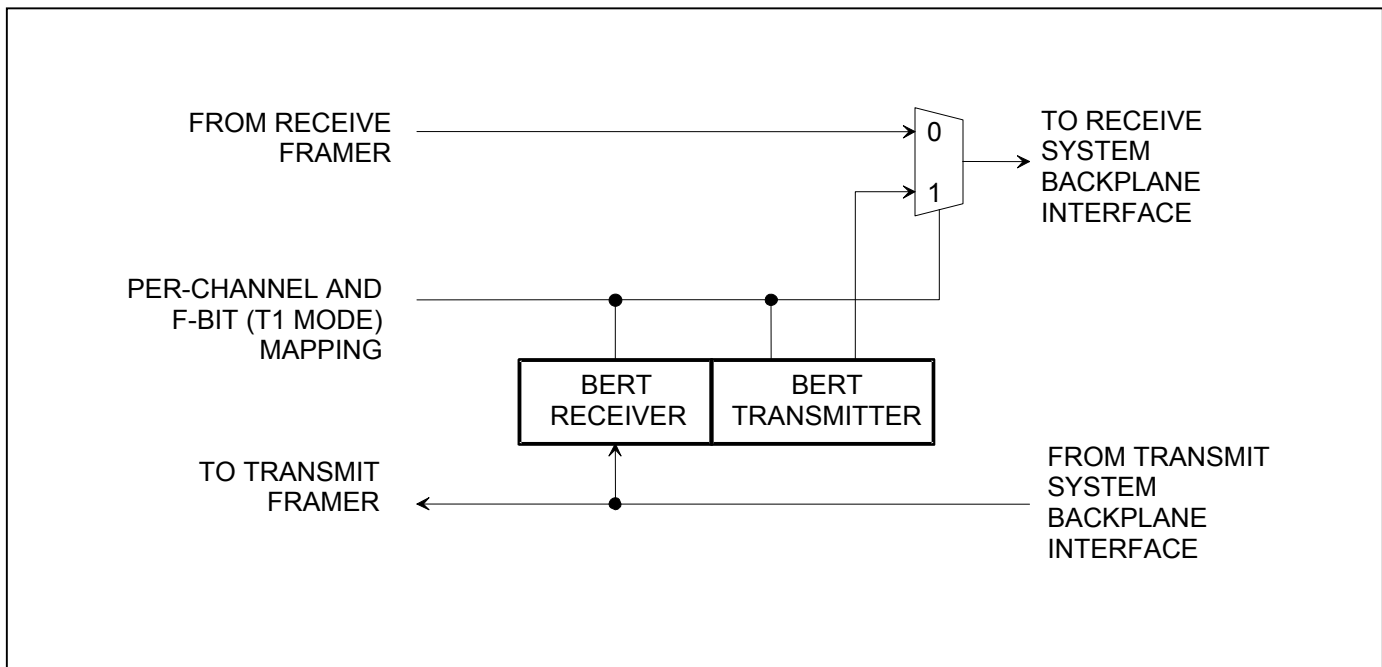 FROM RECEIVE
FRAMER
0
1
TO RECEIVE
SYSTEM
BACKPLANE
INTERFACE
PER-CHANNEL AND
F-BIT (T1 MODE)
MAPPING
BERT
RECEIVER
BERT
TRANSMITTER
TO TRANSMIT
FRAMER
FROM TRANSMIT
SYSTEM
BACKPLANE
INTERFACE